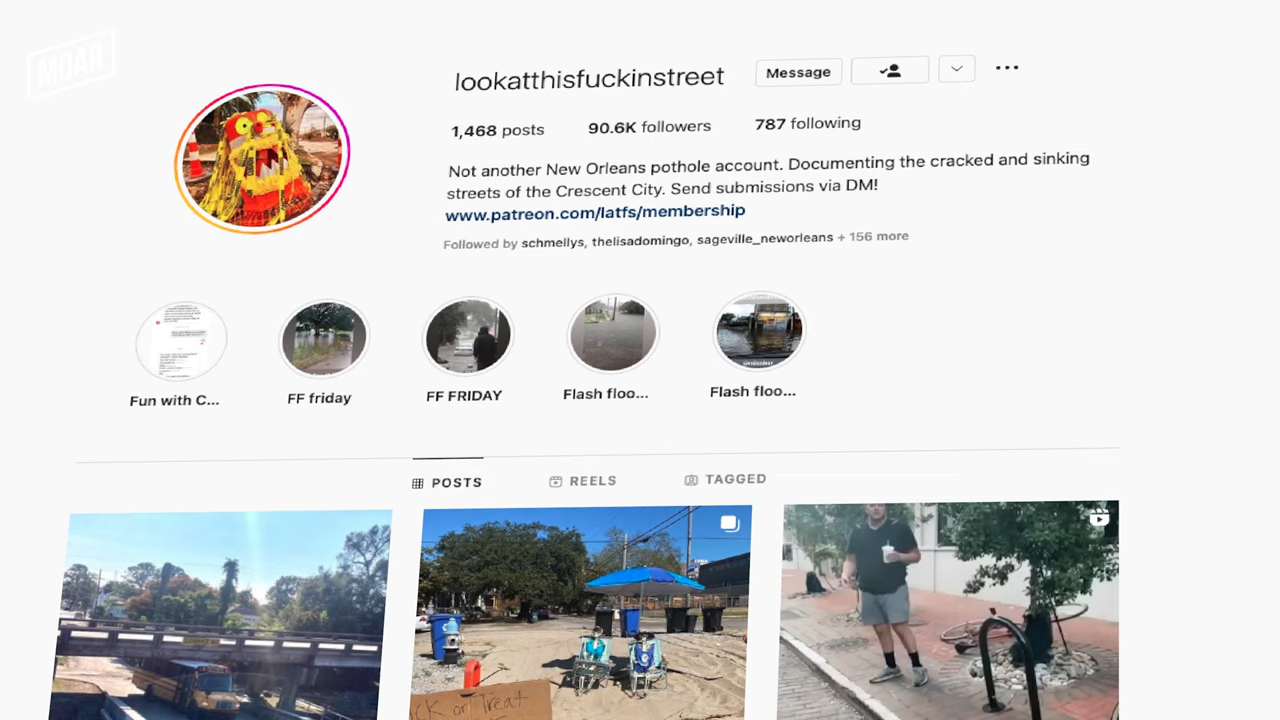 MOAR
lookatthisfuckinstreet
Message
1,468 posts
90.6K followers
787 following
Not another New Orleans pothole account. Documenting the cracked and sinking
streets of the Crescent City. Send submissions via DM!
www.patreon.com/latfs/membership
Followed by schmellys, thelisadomingo, sageville_neworleans + 156 more
Fun with C...
FF friday
FF FRIDAY
Flash floo...
Flash floo...
POSTS
REELS
TAGGED
ck or Treat